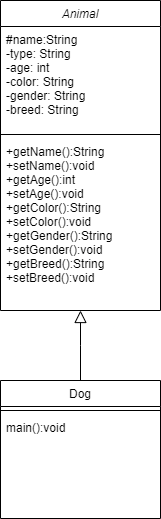 Animal
#name:String
-type: String
-age: int
-color: String
-gender: String
-breed: String
+getName():String
+setName():void
+getAge():int
+setAge():void
+getColor():String
+setColor():void
+getGender():String
+setGender():void
+getBreed():String
+setBreed():void
Dog
main():void